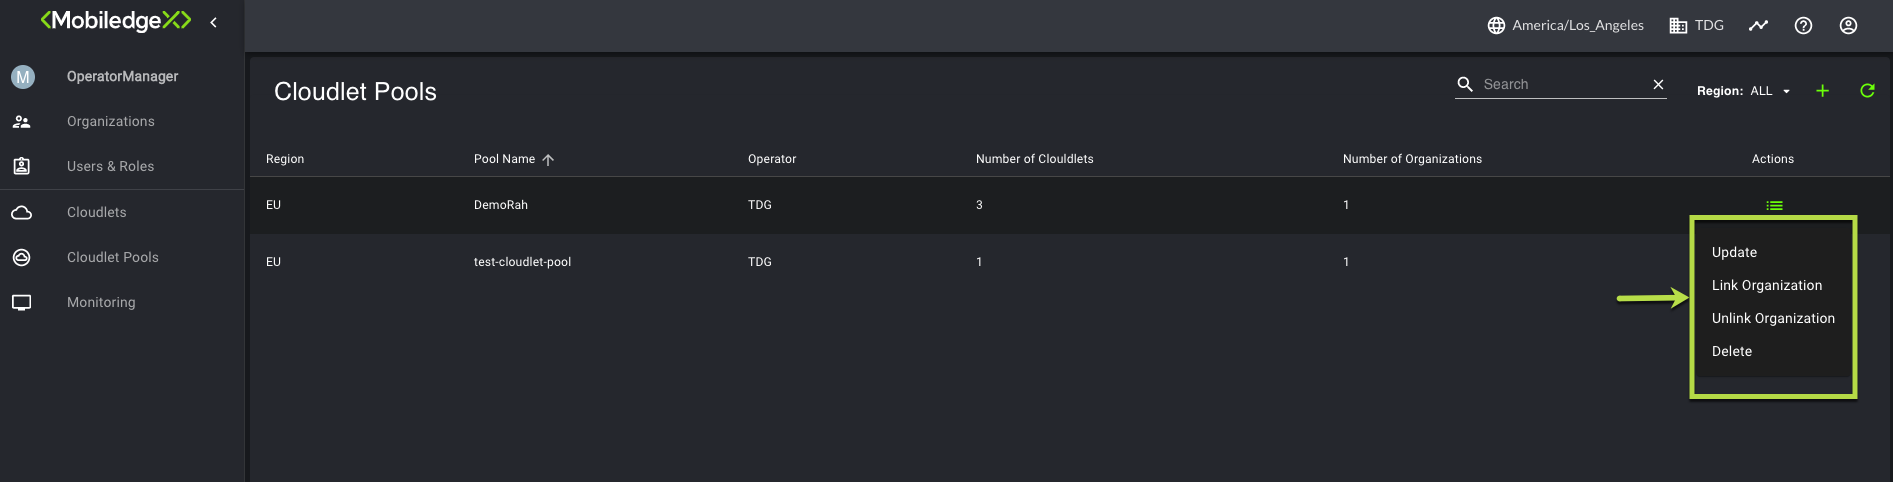 <MobiledgeX>
America/Los_Angeles
TDG
M
OperatorManager
Organizations
Users & Roles
Cloudlets
Cloudlet Pools
Monitoring
Cloudlet Pools
Search
Region: ALL
Region Pool Name Operator Number of Clouldlets Number of Organizations Actions
EU DemoRah TDG 3 1
EU test-cloudlet-pool TDG 1 1
Update
Link Organization
Unlink Organization
Delete